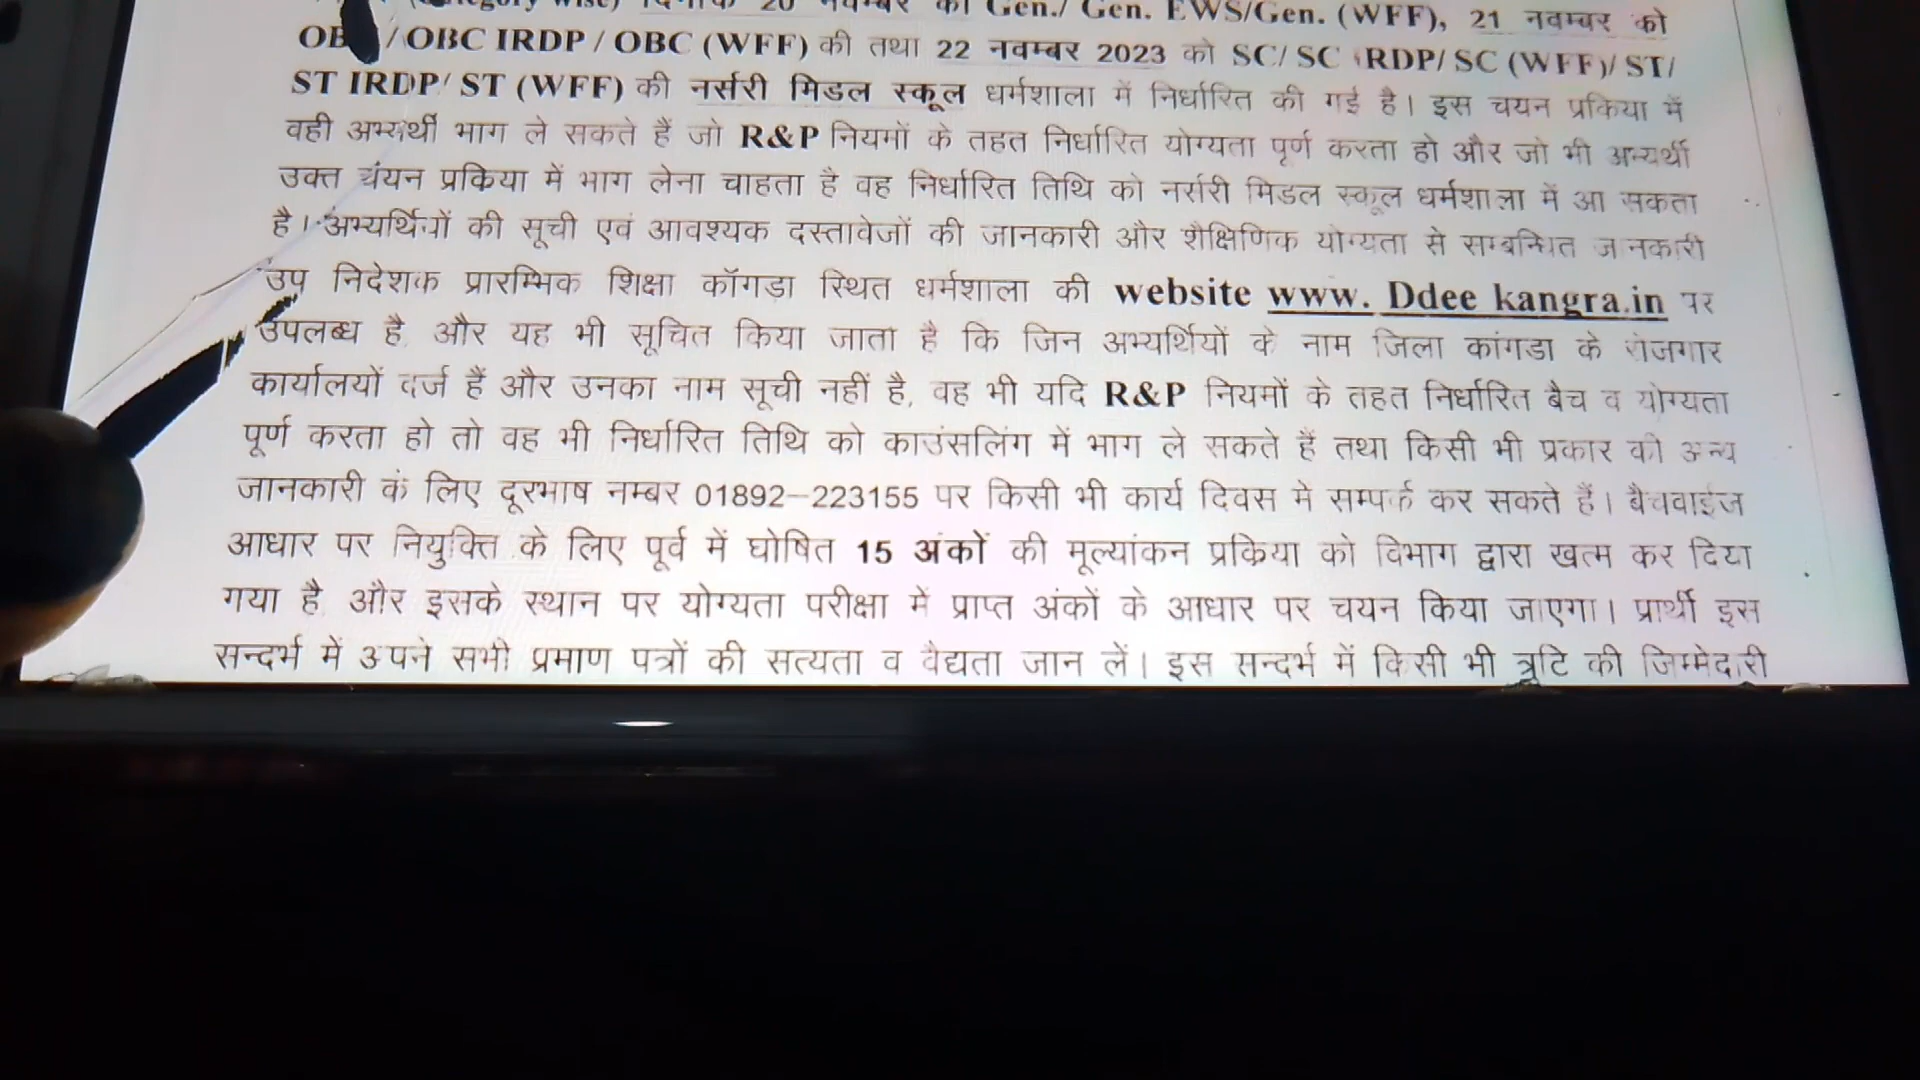 (Category wise) दिनांक 20 नवम्बर को Gen./ Gen. EWS/Gen. (WFF), 21 नवम्बर को
/OBC IRDP / OBC (WFF) की तथा 22 नवम्बर 2023 को SC/ SC IRDP/ SC (WFF)/ ST/
ST IRDP/ ST (WFF) की नर्सरी मिडल स्कूल धर्मशाला में निर्धारित की गई है। इस चयन प्रकिया में
वही अभ्यर्थी भाग ले सकते हैं जो R&P नियमों के तहत निर्धारित योग्यता पूर्ण करता हो और जो भी अभ्यर्थी
उक्त चयन प्रकिया में भाग लेना चाहता है वह निर्धारित तिथि को नर्सरी मिडल स्कूल धर्मशाला में आ सकता
है। अभ्यर्थियों की सूची एवं आवश्यक दस्तावेजों की जानकारी और शैक्षिणिक योग्यता से सम्बन्धित जानकारी
उप निदेशक प्रारम्भिक शिक्षा कॉगडा स्थित धर्मशाला की website www. Ddee kangra.in पर
उपलब्ध है, और यह भी सूचित किया जाता है कि जिन अभ्यर्थियों के नाम जिला कांगडा के रोजगार
कार्यालयों दर्ज हैं और उनका नाम सूची नहीं है, वह भी यदि R&P नियमों के तहत निर्धारित बैच व योग्यता
पूर्ण करता हो तो वह भी निर्धारित तिथि को काउंसलिंग में भाग ले सकते हैं तथा किसी भी प्रकार की अन्य
जानकारी के लिए दूरभाष नम्बर 01892–223155 पर किसी भी कार्य दिवस मे सम्पर्क कर सकते हैं। बैचवाईज
आधार पर नियुक्ति के लिए पूर्व में घोषित 15 अंकों की मूल्यांकन प्रकिया को विभाग द्वारा खत्म कर दिया
गया है, और इसके स्थान पर योग्यता परीक्षा में प्राप्त अंकों के आधार पर चयन किया जाएगा। प्रार्थी इस
सन्दर्भ में अपने सभी प्रमाण पत्रों की सत्यता व वैद्यता जान लें। इस सन्दर्भ में किसी भी त्रुटि की जिम्मेदारी